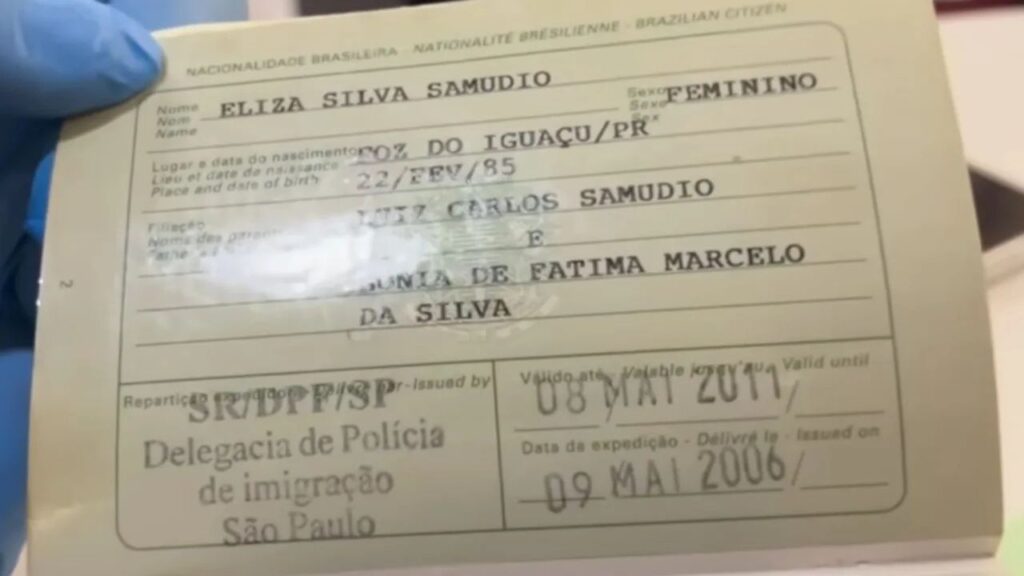 NACIONALIDADE BRASILEIRA - NATIONALITÉ BRÉSILIENNE - BRAZILIAN CITIZEN
Nome ELIZA SILVA SAMUDIO Sexo FEMININO
Nom Sexe
Name Sex
Lugar e data do nascimento FOZ DO IGUAÇU/PR
Lieu et date de naissance 22/FEV/85
Place and date of birth
Filiação LUIZ CARLOS SAMUDIO
Noms des E
SONIA DE FATIMA MARCELO
DA SILVA
2
Repartição expedidora - Issued by
SR/DPF/SP
Delegacia de Polícia
de imigração
São Paulo
Válido até - Valable jusqu'au - Valid until
08 MAI 2011
Data da expedição - Délivré le - Issued on
09 MAI 2006